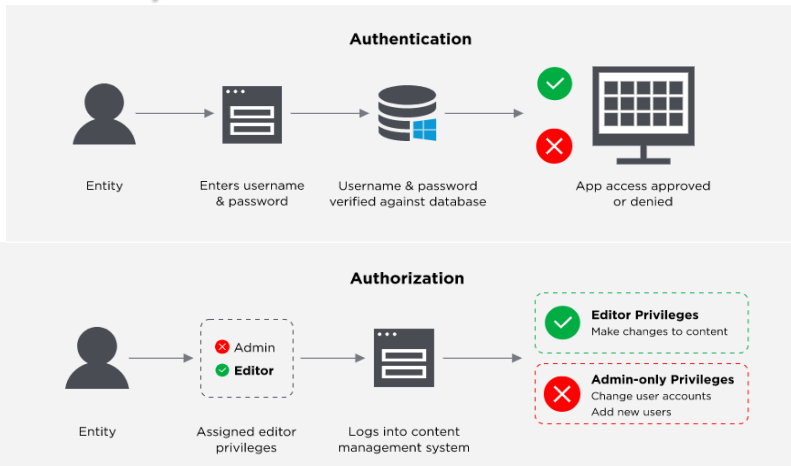 Authentication
Entity
Enters username
& password
Username & password
verified against database
App access approved
or denied
Authorization
Admin
Editor
Editor Privileges
Make changes to content
Admin-only Privileges
Change user accounts
Add new users
Entity
Assigned editor
privileges
Logs into content
management system